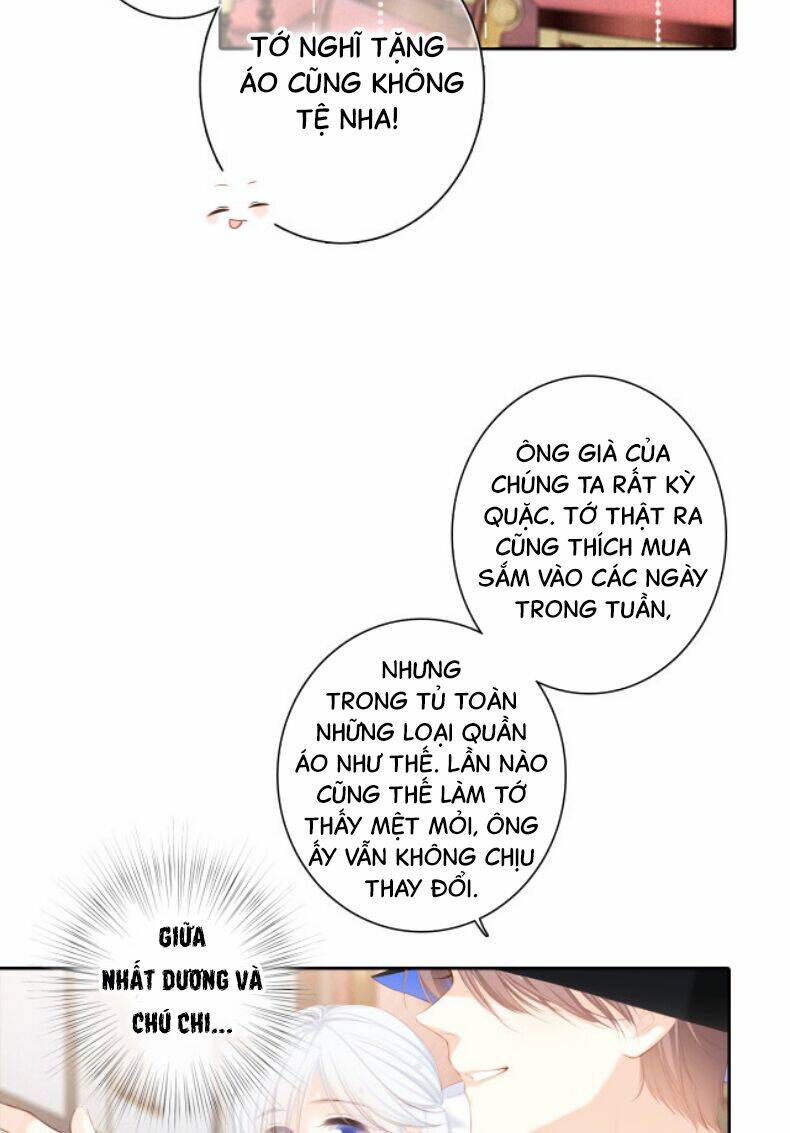 TỚ NGHĨ TẶNG
ÁO CŨNG KHÔNG
TỆ NHA!
ÔNG GIÀ CỦA
CHÚNG TA RẤT KỲ
QUẶC. TỚ THẬT RA
CŨNG THÍCH MUA
SẮM VÀO CÁC NGÀY
TRONG TUẦN,
NHƯNG
TRONG TỦ TOÀN
NHỮNG LOẠI QUẦN
ÁO NHƯ THẾ. LẦN NÀO
CŨNG THẾ LÀM TỚ
THẤY MỆT MỎI, ÔNG
ẤY VẪN KHÔNG CHỊU
THAY ĐỔI.
GIỮA
NHẤT DƯƠNG VÀ
CHÚ CHI...